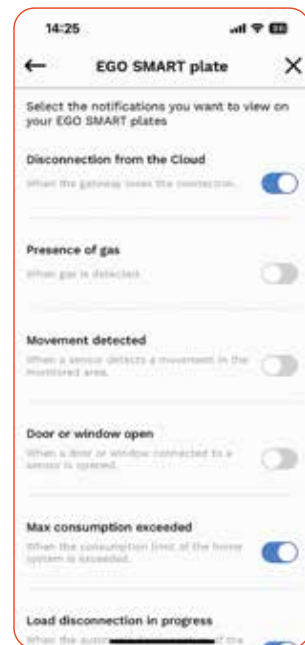 14:25
EGO SMART plate
Select the notifications you want to view on
your EGO SMART plates
Disconnection from the Cloud
When the gateway loses the connection.
Presence of gas
When gas is detected
Movement detected
When a sensor detects a movement in the
monitored area.
Door or window open
When a door or window connected to a
sensor is opened.
Max consumption exceeded
When the consumption limit of the home
system is exceeded.
Load disconnection in progress
When the of the